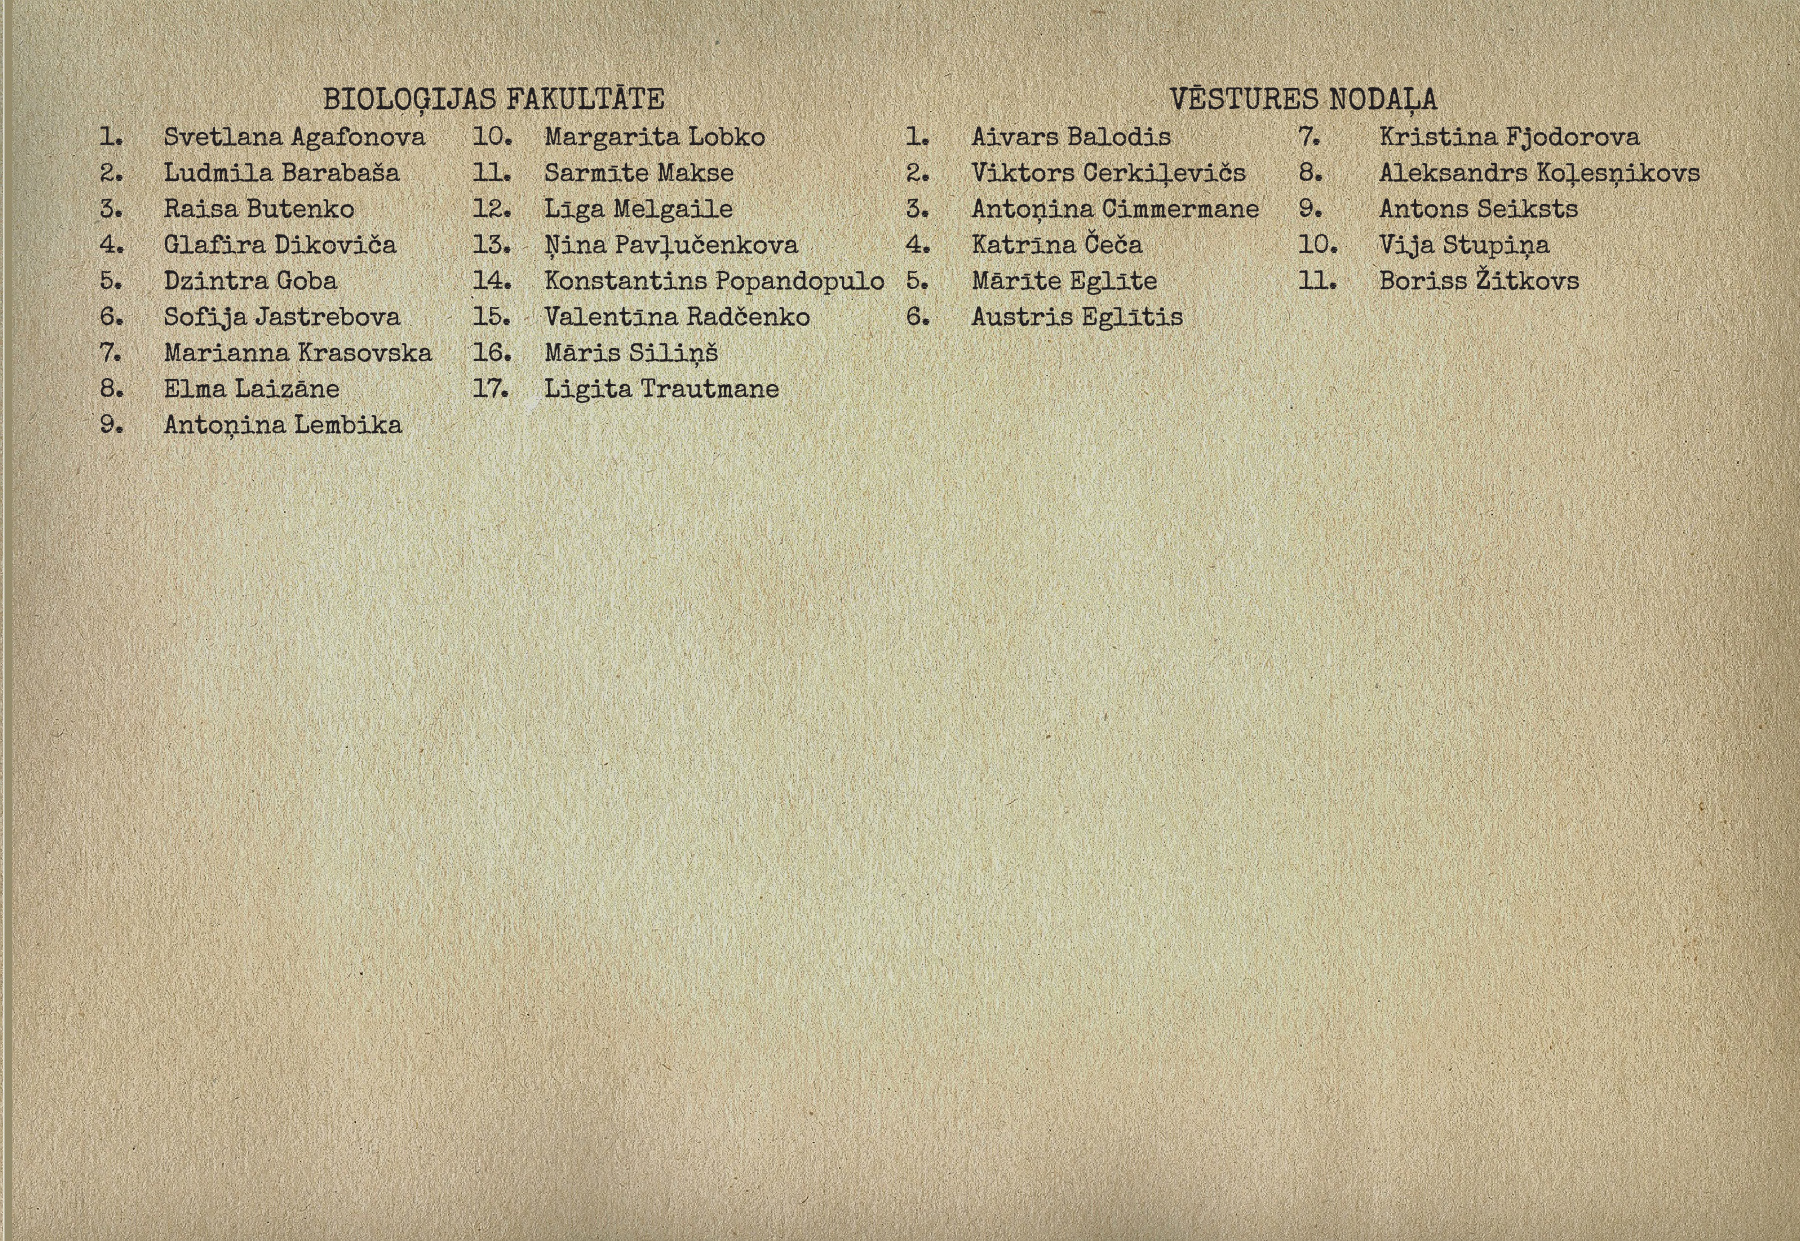 BIOLOĢIJAS FAKULTĀTE
1. Svetlana Agafonova
2. Ludmila Barabaša
3. Raisa Butenko
4. Glafira Dikoviča
5. Dzintra Goba
6. Sofija Jastrebova
7. Marianna Krasovska
8. Elma Laizāne
9. Antoņina Lembika
10. Margarita Lobko
11. Sarmīte Makse
12. Līga Melgaile
13. Ņina Pavļučenkova
14. Konstantins Popandopulo
15. Valentīna Radčenko
16. Māris Siliņš
17. Ligita Trautmane
VĒSTURES NODAĻA
1. Aivars Balodis
2. Viktors Cerkiļevičs
3. Antoņina Cimmermane
4. Katrīna Čeča
5. Mārīte Eglīte
6. Austris Eglītis
7. Kristina Fjodorova
8. Aleksandrs Koļesņikovs
9. Antons Seiksts
10. Vija Stupiņa
11. Boriss Žitkovs